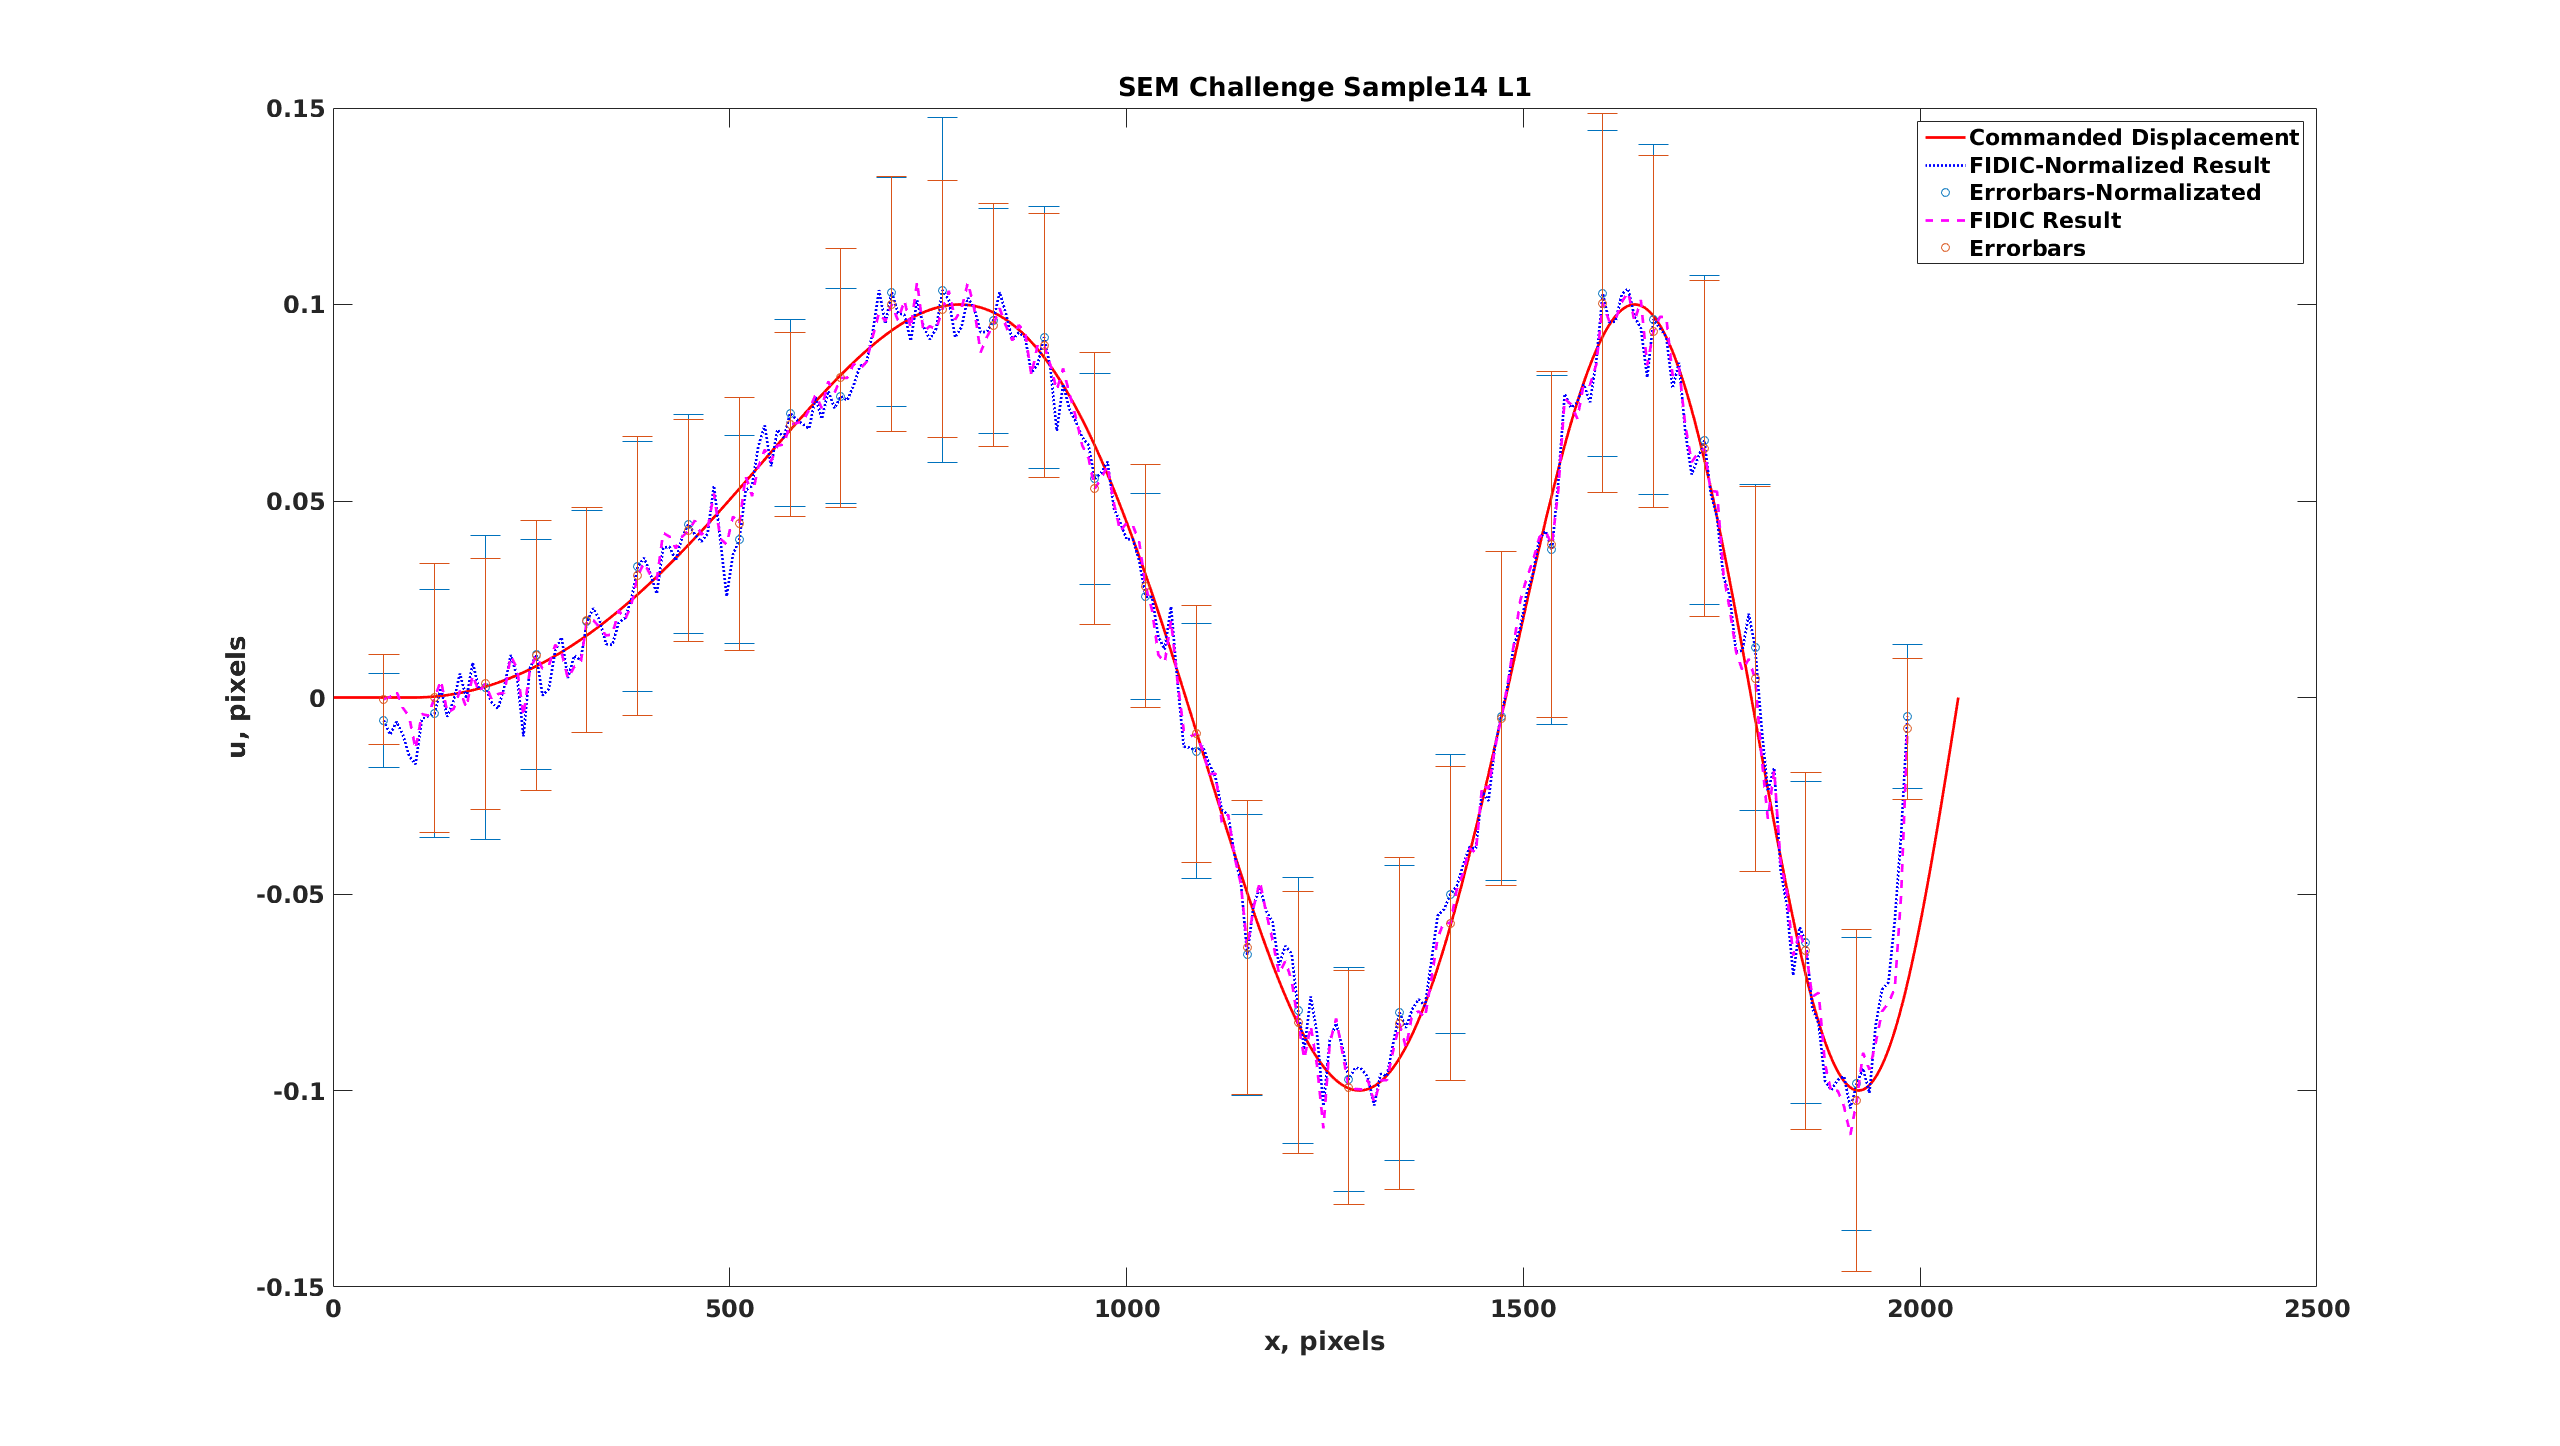 SEM Challenge Sample14 L1
0.15
0.1
0.05
0
-0.05
-0.1
-0.15
u, pixels
0 500 1000 1500 2000 2500
x, pixels
Commanded Displacement
FIDIC-Normalized Result
Errorbars-Normalizated
FIDIC Result
Errorbars